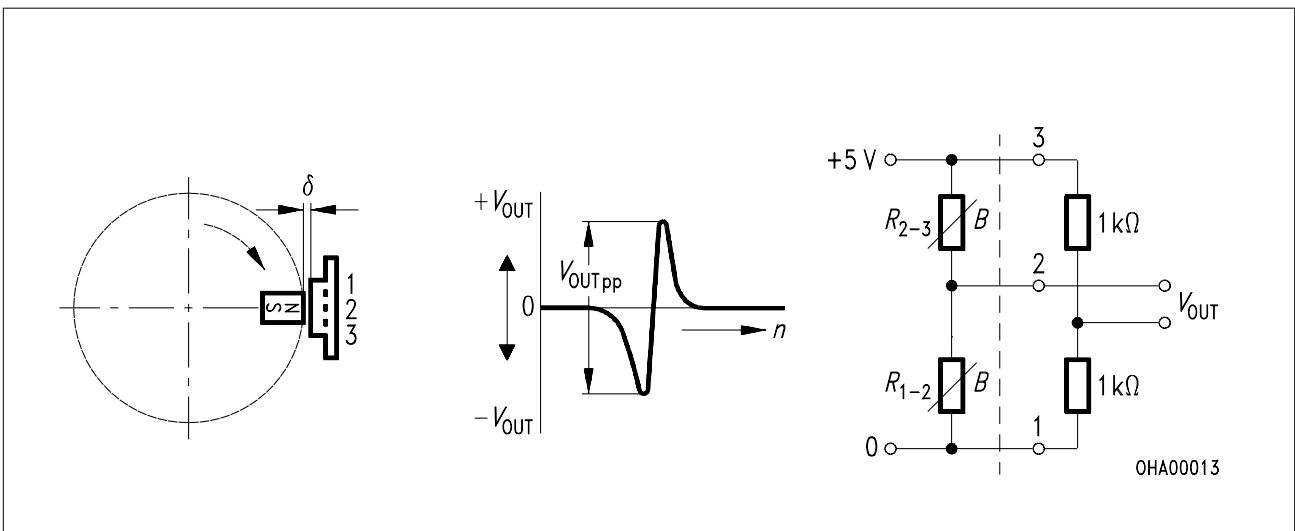 δ
S N
1
2
3
+V_OUT
V_OUTpp
0
n
−V_OUT
+5 V
3
R_2–3
B
1 kΩ
2
V_OUT
R_1–2
B
1 kΩ
0
1
OHA00013